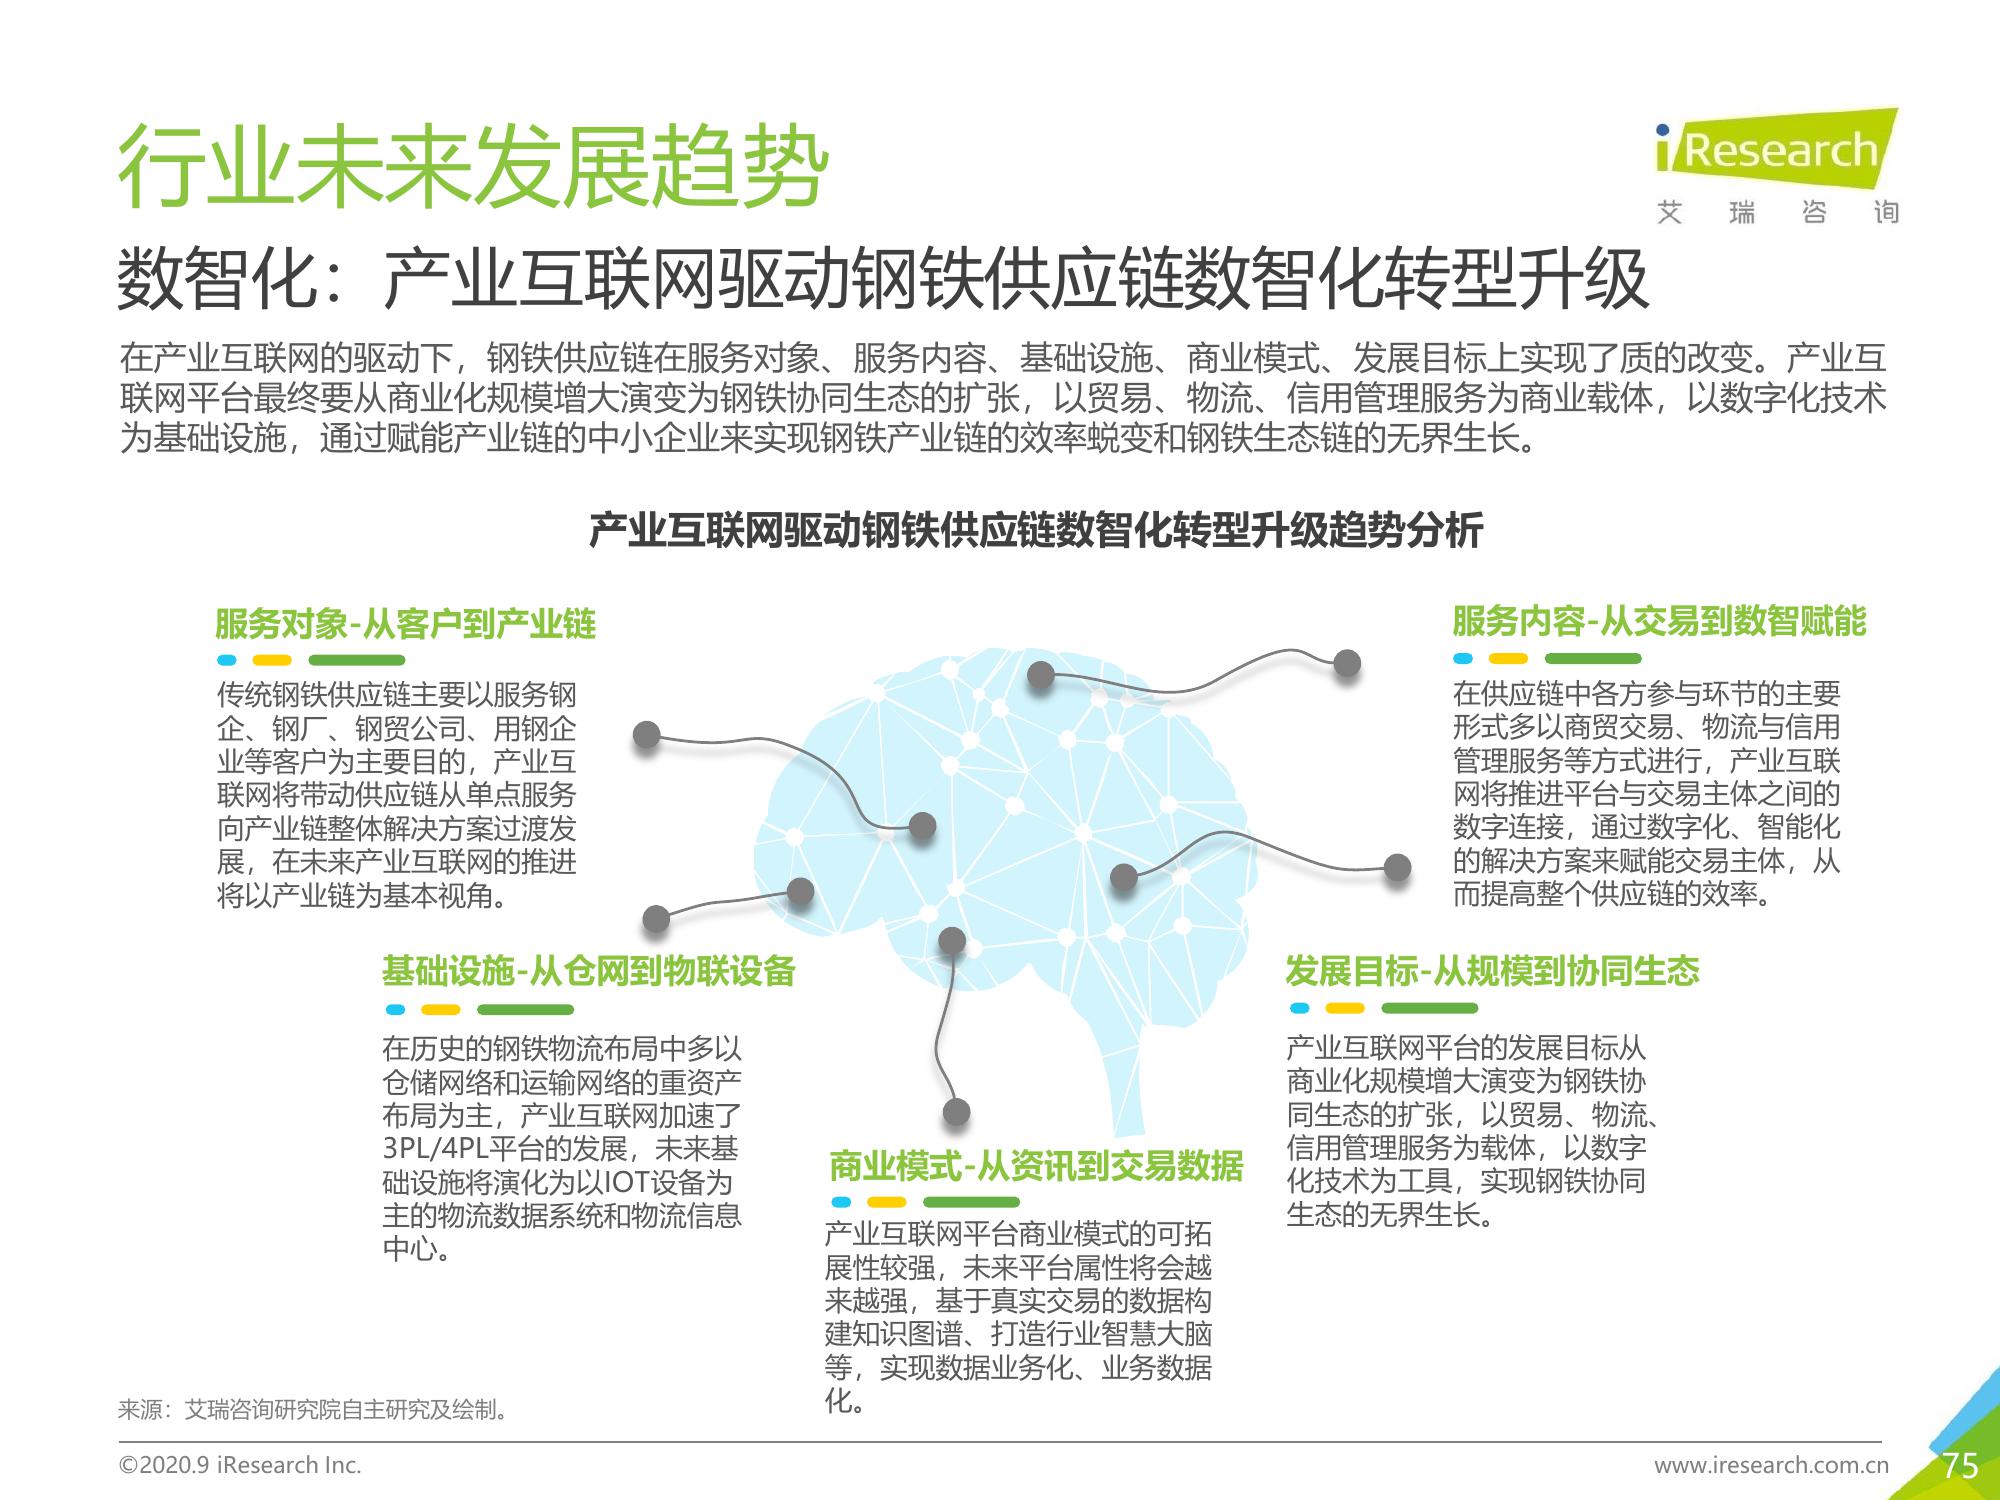 行业未来发展趋势
iResearch
艾瑞咨询
数智化：产业互联网驱动钢铁供应链数智化转型升级
在产业互联网的驱动下，钢铁供应链在服务对象、服务内容、基础设施、商业模式、发展目标上实现了质的改变。产业互
联网平台最终要从商业化规模增大演变为钢铁协同生态的扩张，以贸易、物流、信用管理服务为商业载体，以数字化技术
为基础设施，通过赋能产业链的中小企业来实现钢铁产业链的效率蜕变和钢铁生态链的无界生长。
产业互联网驱动钢铁供应链数智化转型升级趋势分析
服务对象-从客户到产业链
传统钢铁供应链主要以服务钢
企、钢厂、钢贸公司、用钢企
业等客户为主要目的，产业互
联网将带动供应链从单点服务
向产业链整体解决方案过渡发
展，在未来产业互联网的推进
将以产业链为基本视角。
服务内容-从交易到数智赋能
在供应链中各方参与环节的主要
形式多以商贸交易、物流与信用
管理服务等方式进行，产业互联
网将推进平台与交易主体之间的
数字连接，通过数字化、智能化
的解决方案来赋能交易主体，从
而提高整个供应链的效率。
基础设施-从仓网到物联设备
在历史的钢铁物流布局中多以
仓储网络和运输网络的重资产
布局为主，产业互联网加速了
3PL/4PL平台的发展，未来基
础设施将演化为以IOT设备为
主的物流数据系统和物流信息
中心。
发展目标-从规模到协同生态
产业互联网平台的发展目标从
商业化规模增大演变为钢铁协
同生态的扩张，以贸易、物流、
信用管理服务为载体，以数字
化技术为工具，实现钢铁协同
生态的无界生长。
商业模式-从资讯到交易数据
产业互联网平台商业模式的可拓
展性较强，未来平台属性将会越
来越强，基于真实交易的数据构
建知识图谱、打造行业智慧大脑
等，实现数据业务化、业务数据
化。
来源：艾瑞咨询研究院自主研究及绘制。
©2020.9 iResearch Inc.
www.iresearch.com.cn
75